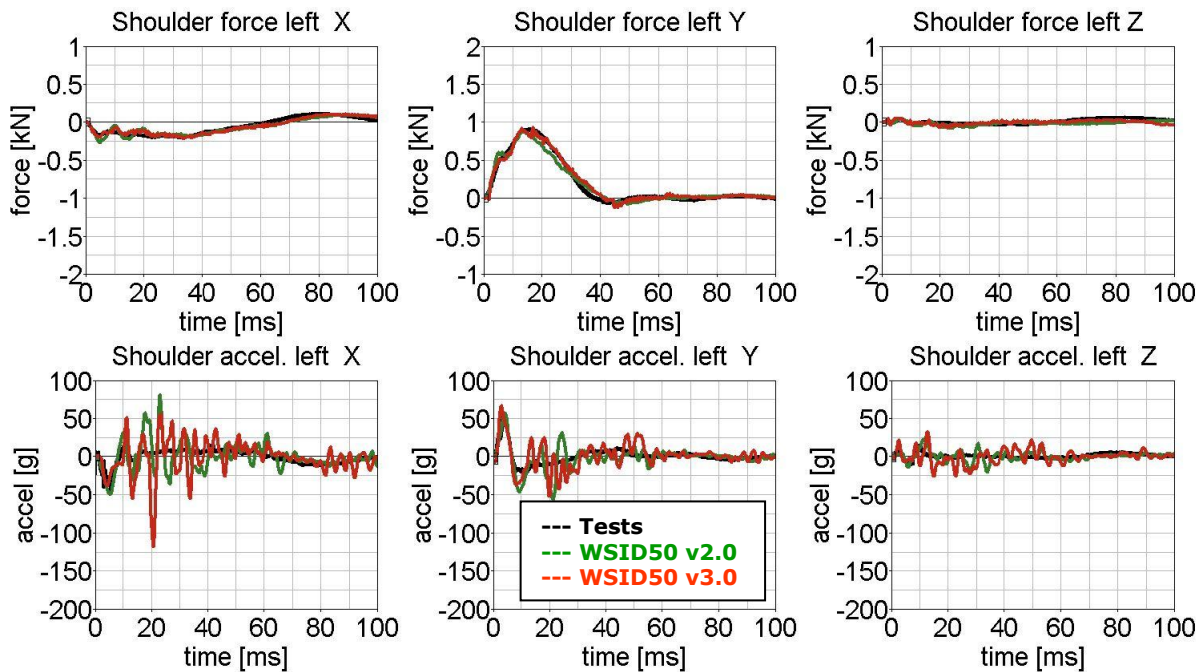 Shoulder force left X
Shoulder force left Y
Shoulder force left Z
1
0.5
0
-0.5
-1
-1.5
-2
force [kN]
0 20 40 60 80 100
time [ms]
2
1.5
1
0.5
0
-0.5
-1
force [kN]
0 20 40 60 80 100
time [ms]
1
0.5
0
-0.5
-1
-1.5
-2
force [kN]
0 20 40 60 80 100
time [ms]
Shoulder accel. left X
Shoulder accel. left Y
Shoulder accel. left Z
100
50
0
-50
-100
-150
-200
accel [g]
0 20 40 60 80 100
time [ms]
100
50
0
-50
-100
-150
-200
accel [g]
0 20 40 60 80 100
time [ms]
Tests
WSID50 v2.0
WSID50 v3.0
100
50
0
-50
-100
-150
-200
accel [g]
0 20 40 60 80 100
time [ms]